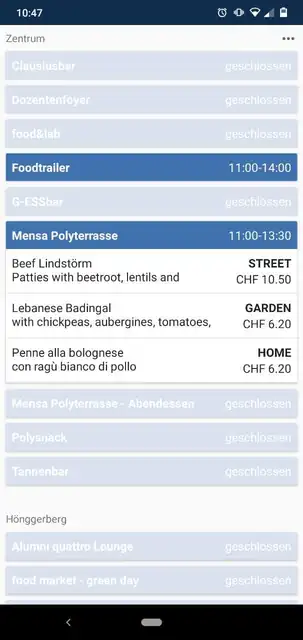 10:47
Zentrum
Clausiusbar geschlossen
Dozentenfoyer geschlossen
food&lab geschlossen
Foodtrailer 11:00-14:00
G-ESSbar geschlossen
Mensa Polyterrasse 11:00-13:30
Beef Lindstörm STREET
Patties with beetroot, lentils and CHF 10.50
Lebanese Badingal GARDEN
with chickpeas, aubergines, tomatoes, CHF 6.20
Penne alla bolognese HOME
con ragù bianco di pollo CHF 6.20
Mensa Polyterrasse - Abendessen geschlossen
Polysnack geschlossen
Tannenbar geschlossen
Hönggerberg
Alumni quattro Lounge geschlossen
food market - green day geschlossen